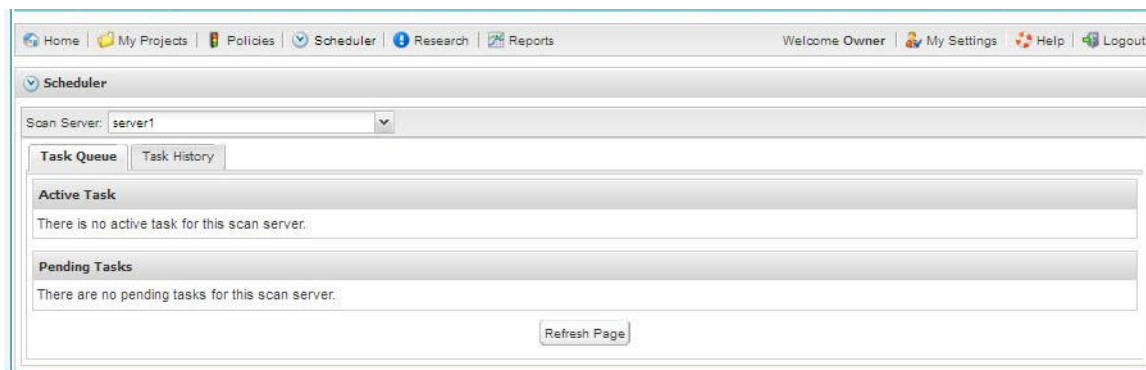 Home | My Projects | Policies | Scheduler | Research | Reports Welcome Owner | My Settings Help | Logout
Scheduler
Scan Server: server1
Task Queue Task History
Active Task
There is no active task for this scan server.
Pending Tasks
There are no pending tasks for this scan server.
Refresh Page